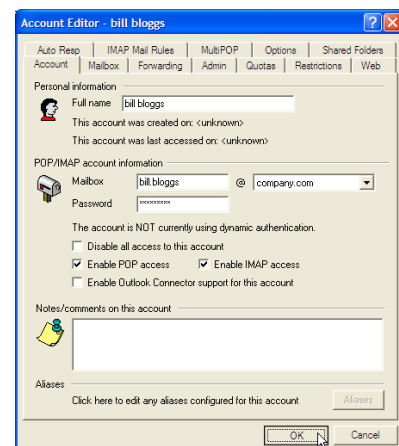 Account Editor - bill bloggs
Auto Resp IMAP Mail Rules MultiPOP Options Shared Folders
Account Mailbox Forwarding Admin Quotas Restrictions Web
Personal information
Full name bill bloggs
This account was created on: <unknown>
This account was last accessed on: <unknown>
POP/IMAP account information
Mailbox bill.bloggs @ company.com
Password xxxxxxxxx
The account is NOT currently using dynamic authentication.
Disable all access to this account
Enable POP access Enable IMAP access
Enable Outlook Connector support for this account
Notes/comments on this account
Aliases
Click here to edit any aliases configured for this account Aliases
OK Cancel